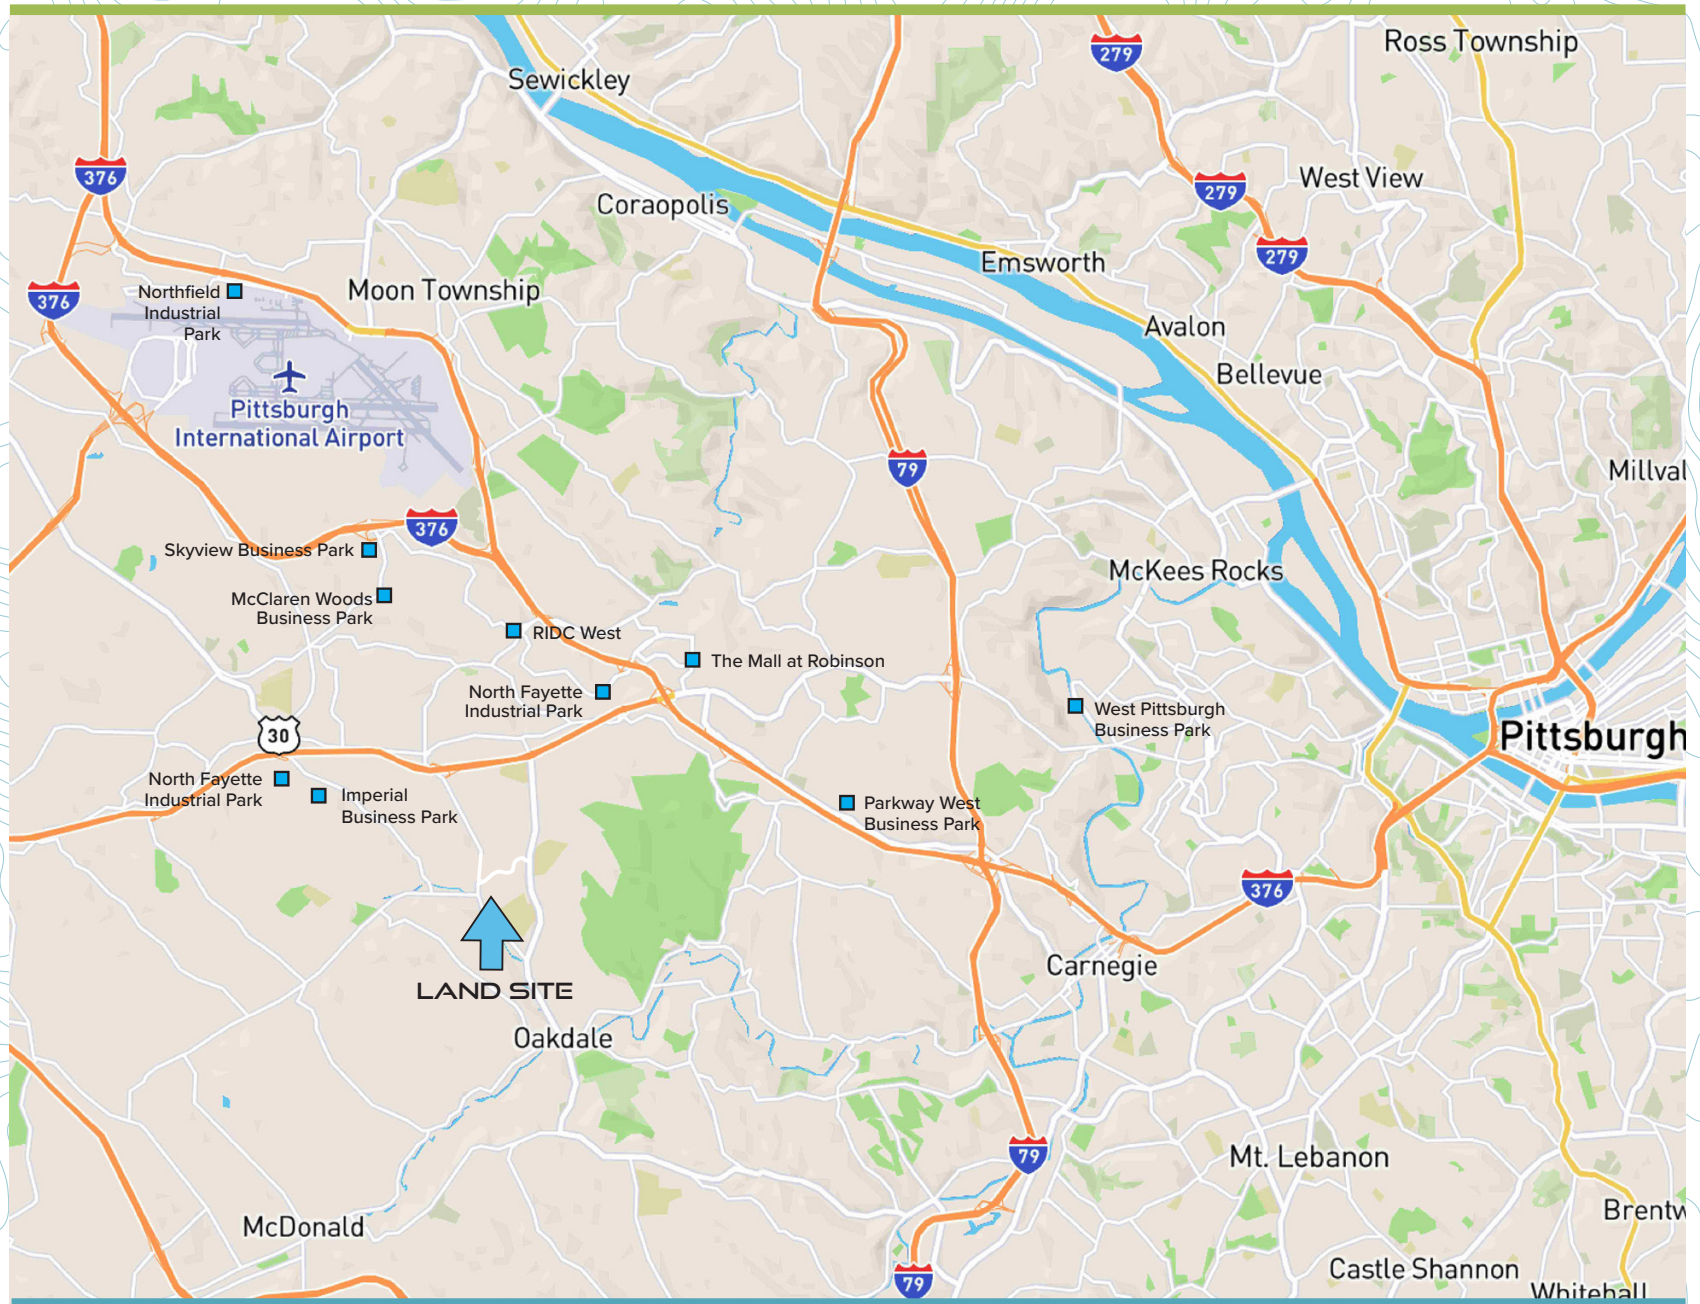 279
Ross Township
Sewickley
376
279
West View
Coraopolis
279
Emsworth
376
Northfield
Industrial
Park
Moon Township
Avalon
Bellevue
Pittsburgh
International Airport
79
Millval
376
Skyview Business Park
McKees Rocks
McClaren Woods
Business Park
RIDC West
The Mall at Robinson
North Fayette
Industrial Park
West Pittsburgh
Business Park
30
Pittsburgh
North Fayette
Industrial Park
Imperial
Business Park
Parkway West
Business Park
376
Carnegie
LAND SITE
Oakdale
79
Mt. Lebanon
McDonald
Brentw
Castle Shannon
79
Whitehall